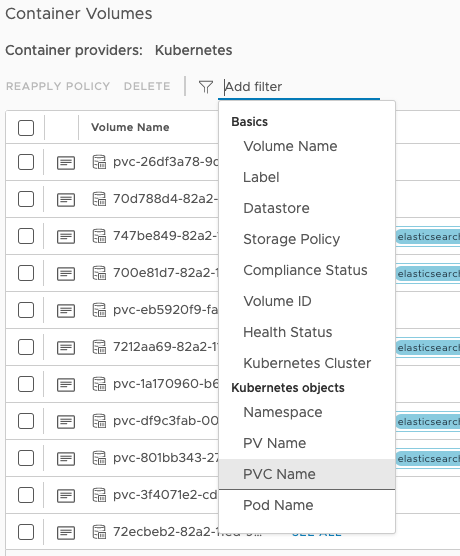 Container Volumes
Container providers: Kubernetes
REAPPLY POLICY DELETE Add filter
Volume Name
Basics
Volume Name
Label
Datastore
Storage Policy
Compliance Status
Volume ID
Health Status
Kubernetes Cluster
Kubernetes objects
Namespace
PV Name
PVC Name
Pod Name
pvc-26df3a78-9c
70d788d4-82a2-
747be849-82a2- elasticsearch
700e81d7-82a2-1 elasticsearch
pvc-eb5920f9-fa
7212aa69-82a2-1 elasticsearch
pvc-1a170960-b6
pvc-df9c3fab-00 elasticsearch
pvc-801bb343-27 elasticsearch
pvc-3f4071e2-cd
72ecbeb2-82a2-